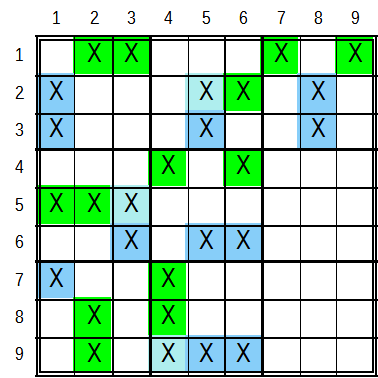 1 2 3 4 5 6 7 8 9
1 X X X X
2 X X X X
3 X X X
4 X X
5 X X X
6 X X X
7 X X
8 X X
9 X X X X